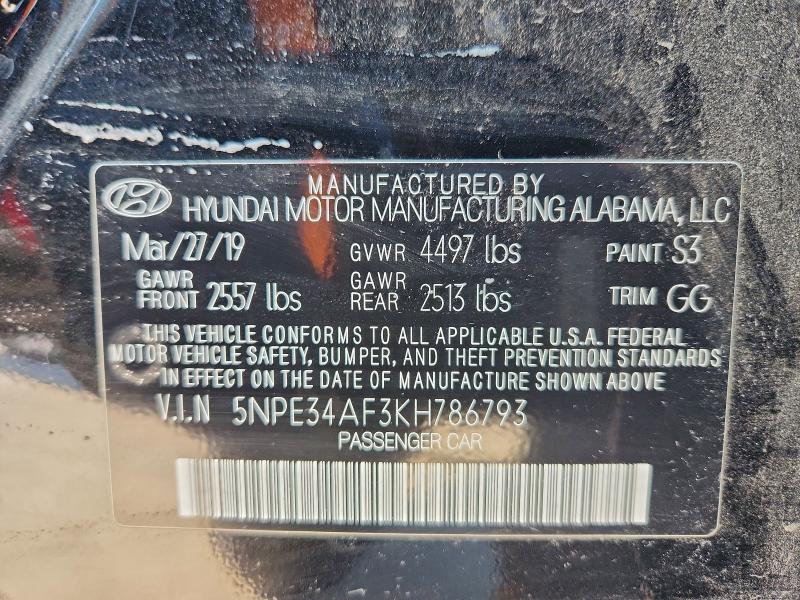 MANUFACTURED BY
HYUNDAI MOTOR MANUFACTURING ALABAMA, LLC
Mar/27/19 GVWR 4497 lbs PAINT S3
GAWR FRONT 2557 lbs GAWR REAR 2513 lbs TRIM GG
THIS VEHICLE CONFORMS TO ALL APPLICABLE U.S.A. FEDERAL
MOTOR VEHICLE SAFETY, BUMPER, AND THEFT PREVENTION STANDARDS
IN EFFECT ON THE DATE OF MANUFACTURE SHOWN ABOVE
V.I.N 5NPE34AF3KH786793
PASSENGER CAR